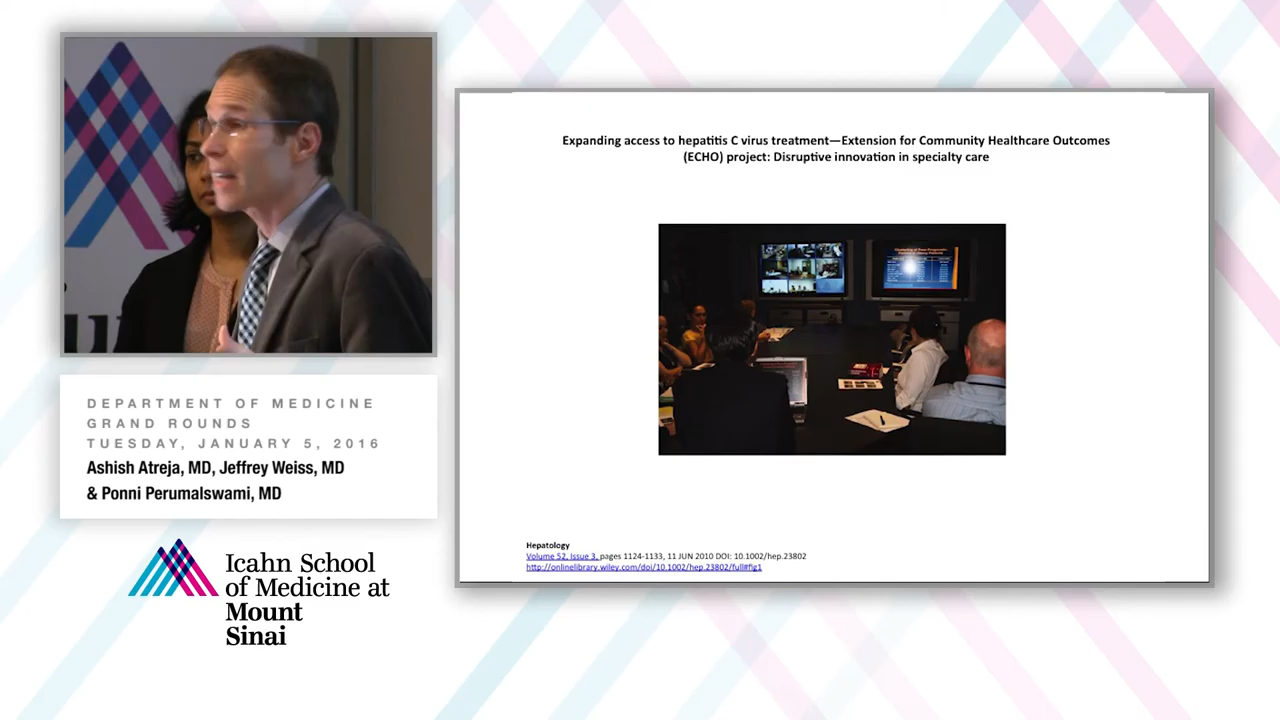 DEPARTMENT OF MEDICINE
GRAND ROUNDS
TUESDAY, JANUARY 5, 2016
Ashish Atreja, MD, Jeffrey Weiss, MD
& Ponni Perumalswami, MD
Icahn School
of Medicine at
Mount
Sinai
Expanding access to hepatitis C virus treatment—Extension for Community Healthcare Outcomes
(ECHO) project: Disruptive innovation in specialty care
Hepatology
Volume 52, Issue 3, pages 1124-1133, 11 JUN 2010 DOI: 10.1002/hep.23802
http://onlinelibrary.wiley.com/doi/10.1002/hep.23802/full#fig1